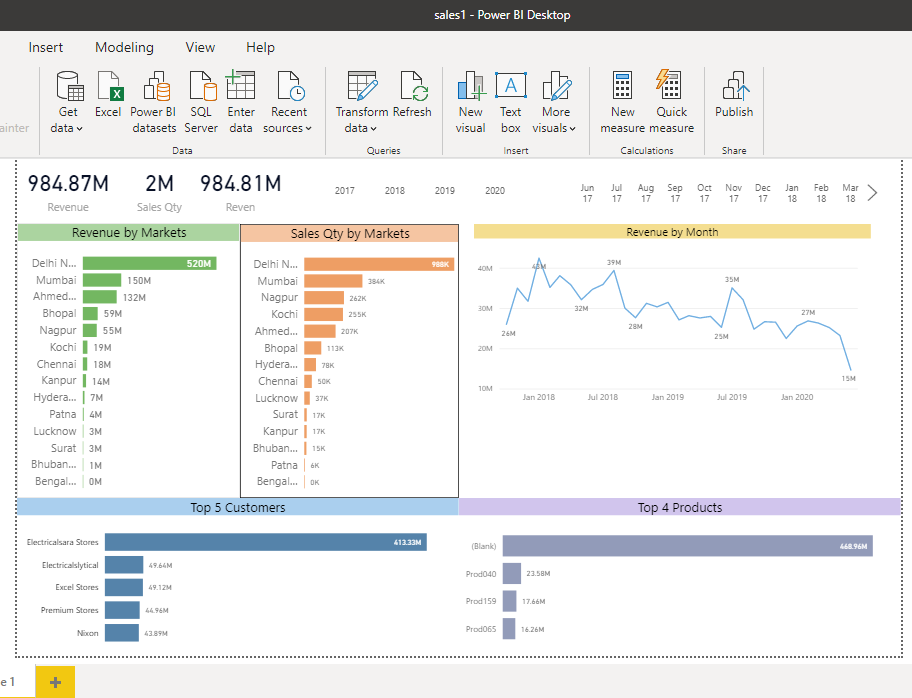 sales1 - Power BI Desktop
Insert Modeling View Help
ainter
Get data
Excel
Power BI datasets
SQL Server
Enter data
Recent sources
Transform data
Refresh
New visual
Text box
More visuals
New measure
Quick measure
Publish
Data
Queries
Insert
Calculations
Share
984.87M
Revenue
2M
Sales Qty
984.81M
Reven
2017 2018 2019 2020
Jun 17
Jul 17
Aug 17
Sep 17
Oct 17
Nov 17
Dec 17
Jan 18
Feb 18
Mar 18
Revenue by Markets
Delhi N... 520M
Mumbai 150M
Ahmed... 132M
Bhopal 59M
Nagpur 55M
Kochi 19M
Chennai 18M
Kanpur 14M
Hydera... 7M
Patna 4M
Lucknow 3M
Surat 3M
Bhuban... 1M
Bengal... 0M
Sales Qty by Markets
Delhi N... 988K
Mumbai 384K
Nagpur 262K
Kochi 255K
Ahmed... 207K
Bhopal 113K
Hydera... 78K
Chennai 50K
Lucknow 37K
Surat 17K
Kanpur 17K
Bhuban... 15K
Patna 6K
Bengal... 0K
Revenue by Month
40M
30M
20M
10M
26M
39M
32M
28M
25M
35M
27M
15M
Jan 2018 Jul 2018 Jan 2019 Jul 2019 Jan 2020
Top 5 Customers
Electricalsara Stores 413.33M
Electricalslytical 49.64M
Excel Stores 49.12M
Premium Stores 44.96M
Nixon 43.89M
Top 4 Products
(Blank) 468.96M
Prod040 23.58M
Prod159 17.66M
Prod065 16.26M
e 1